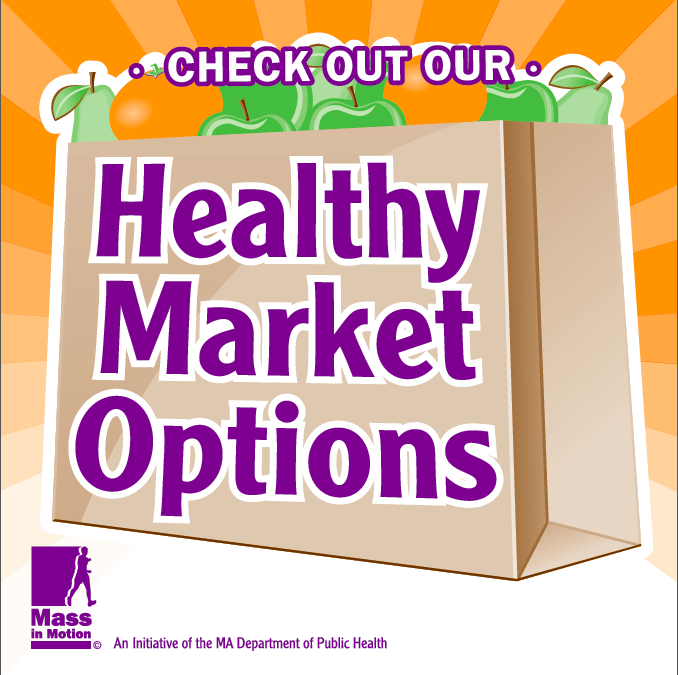 · CHECK OUT OUR ·
Healthy
Market
Options
Mass
in Motion
©
An Initiative of the MA Department of Public Health